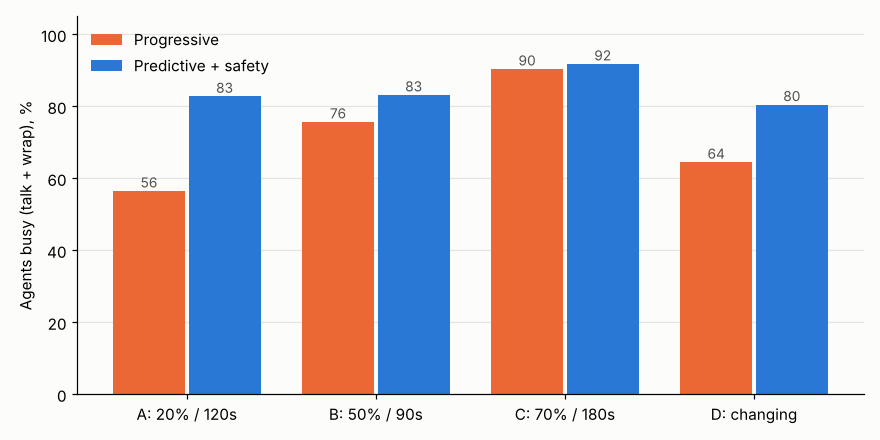 Progressive
Predictive + safety
Agents busy (talk + wrap), %
100
80
60
40
20
0
56
83
76
83
90
92
64
80
A: 20% / 120s
B: 50% / 90s
C: 70% / 180s
D: changing